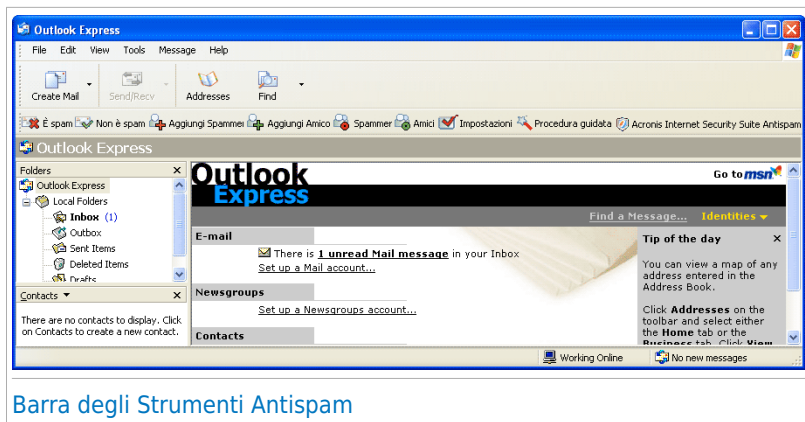 Outlook Express
File Edit View Tools Message Help
Create Mail Send/Recv Addresses Find
È spam Non è spam Aggiungi Spammer Aggiungi Amico Spammer Amici Impostazioni Procedura guidata Acronis Internet Security Suite Antispam
Outlook Express
Folders
Outlook Express
Local Folders
Inbox (1)
Outbox
Sent Items
Deleted Items
Drafts
Contacts
There are no contacts to display. Click
on Contacts to create a new contact.
Outlook
Express
Go to msn
Find a Message... Identities
E-mail
There is 1 unread Mail message in your Inbox
Set up a Mail account...
Newsgroups
Set up a Newsgroups account...
Contacts
Tip of the day
You can view a map of any
address entered in the
Address Book.
Click Addresses on the
toolbar and select either
the Home tab or the
Business tab. Click View
Working Online No new messages
Barra degli Strumenti Antispam